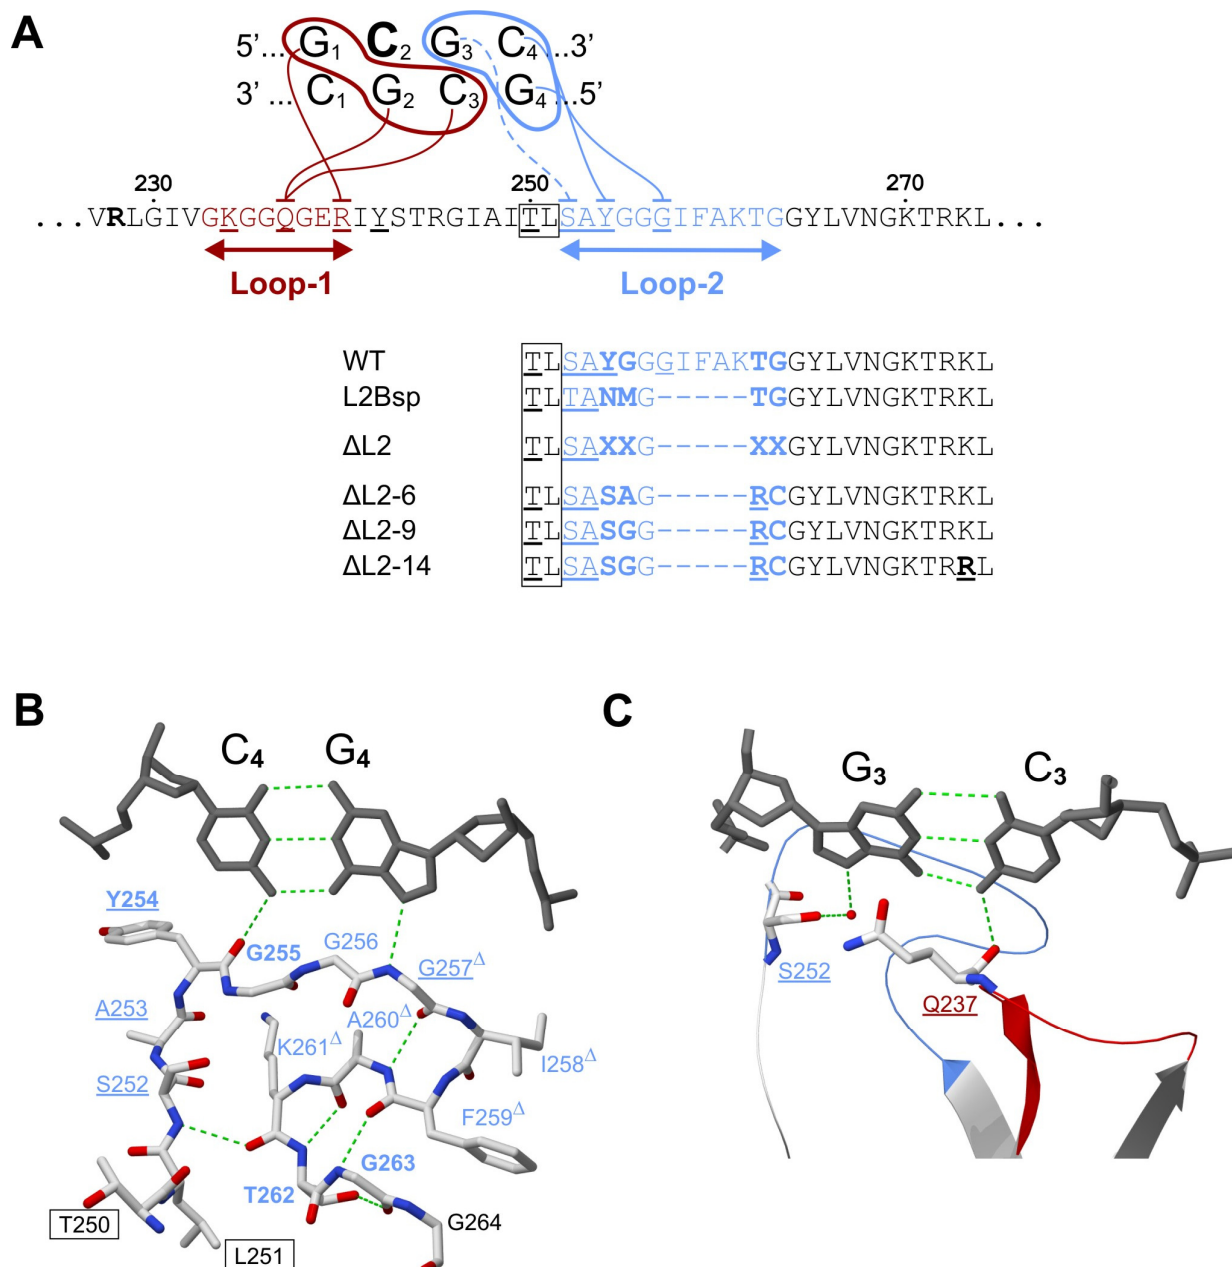 A
5’... G1 C2 G3 C4 ...3’
3’ ... C1 G2 C3 G4 ...5’
230 250 270
...VRLGIVGKGGQGERIYSTRGIAITLSAYGGGIFAKTGGYLVNGKTRKL...
Loop-1 Loop-2
WT TLSAYGGGIFAKTGGYLVNGKTRKL
L2Bsp TLTANMG-----TGGYLVNGKTRKL
ΔL2 TLSAXXG-----XXGYLVNGKTRKL
ΔL2-6 TLSASAG-----RCGYLVNGKTRKL
ΔL2-9 TLSASGG-----RCGYLVNGKTRKL
ΔL2-14 TLSASGG-----RCGYLVNGKTRRL
B
C4 G4
Y254
G255
G256
G257Δ
A253
A260Δ
K261Δ
I258Δ
S252
F259Δ
G263
T262
T250
G264
L251
C
G3 C3
S252
Q237